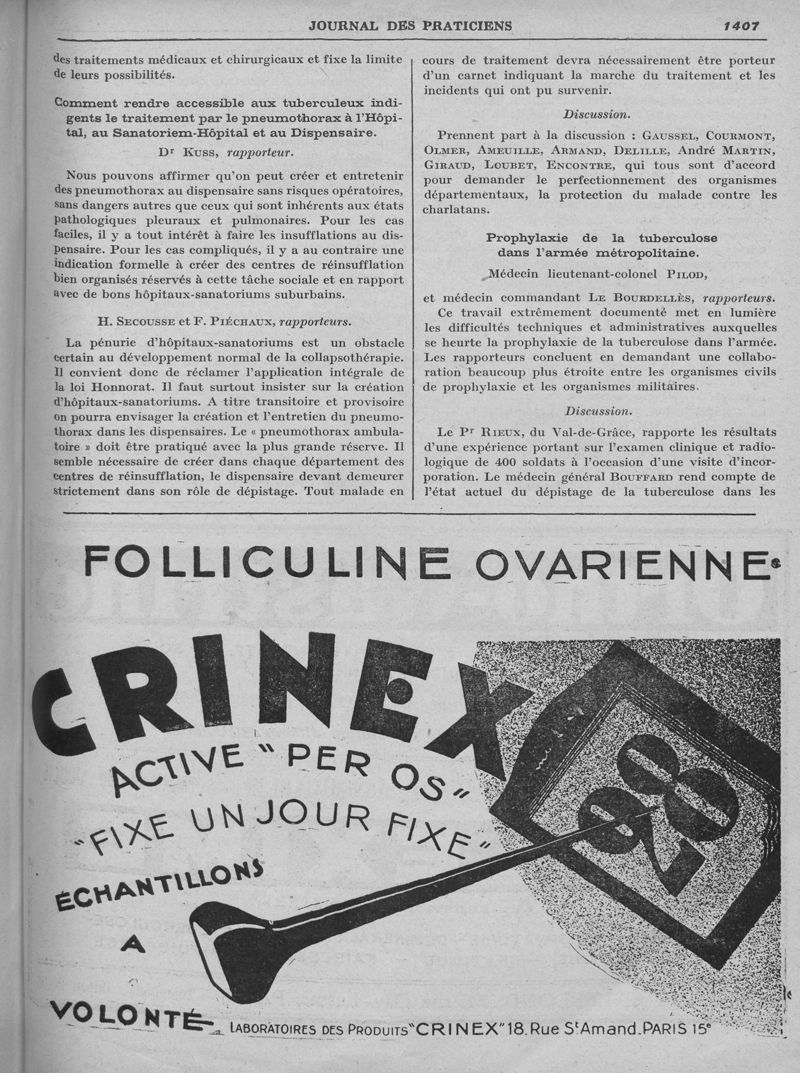 JOURNAL DES PRATICIENS 1407
des traitements médicaux et chirurgicaux et fixe la limite
de leurs possibilités.
Comment rendre accessible aux tuberculeux indi-
gents le traitement par le pneumothorax à l'Hôpi-
tal, au Sanatoriem-Hôpital et au Dispensaire.
Dr Kuss, rapporteur.
Nous pouvons affirmer qu'on peut créer et entretenir
des pneumothorax au dispensaire sans risques opératoires,
sans dangers autres que ceux qui sont inhérents aux états
pathologiques pleuraux et pulmonaires. Pour les cas
faciles, il y a tout intérêt à faire les insufflations au dis-
pensaire. Pour les cas compliqués, il y a au contraire une
indication formelle à créer des centres de réinsufflation
bien organisés réservés à cette tâche sociale et en rapport
avec de bons hôpitaux-sanatoriums suburbains.
H. Secousse et F. Piéchaux, rapporteurs.
La pénurie d'hôpitaux-sanatoriums est un obstacle
certain au développement normal de la collapsothérapie.
Il convient donc de réclamer l'application intégrale de
la loi Honnorat. Il faut surtout insister sur la création
d'hôpitaux-sanatoriums. A titre transitoire et provisoire
on pourra envisager la création et l'entretien du pneumo-
thorax dans les dispensaires. Le « pneumothorax ambula-
toire » doit être pratiqué avec la plus grande réserve. Il
semble nécessaire de créer dans chaque département des
centres de réinsufflation, le dispensaire devant demeurer
strictement dans son rôle de dépistage. Tout malade en
cours de traitement devra nécessairement être porteur
d'un carnet indiquant la marche du traitement et les
incidents qui ont pu survenir.
Discussion.
Prennent part à la discussion : Gaussel, Courmont,
Olmer, Ameuille, Armand, Delille, André Martin,
Giraud, Loubet, Encontre, qui tous sont d'accord
pour demander le perfectionnement des organismes
départementaux, la protection du malade contre les
charlatans.
Prophylaxie de la tuberculose
dans l'armée métropolitaine.
Médecin lieutenant-colonel Pilod,
et médecin commandant Le Bourdellès, rapporteurs.
Ce travail extrêmement documenté met en lumière
les difficultés techniques et administratives auxquelles
se heurte la prophylaxie de la tuberculose dans l'armée.
Les rapporteurs concluent en demandant une collabo-
ration beaucoup plus étroite entre les organismes civils
de prophylaxie et les organismes militaires.
Discussion.
Le Pr Rieux, du Val-de-Grâce, rapporte les résultats
d'une expérience portant sur l'examen clinique et radio-
logique de 400 soldats à l'occasion d'une visite d'incor-
poration. Le médecin général Bouffard rend compte de
l'état actuel du dépistage de la tuberculose dans les
FOLLICULINE OVARIENNE
CRINEX
ACTIVE "PER OS"
"FIXE UN JOUR FIXE"
ÉCHANTILLONS
A
VOLONTÉ
28
LABORATOIRES DES PRODUITS "CRINEX" 18. Rue St Amand. PARIS 15e